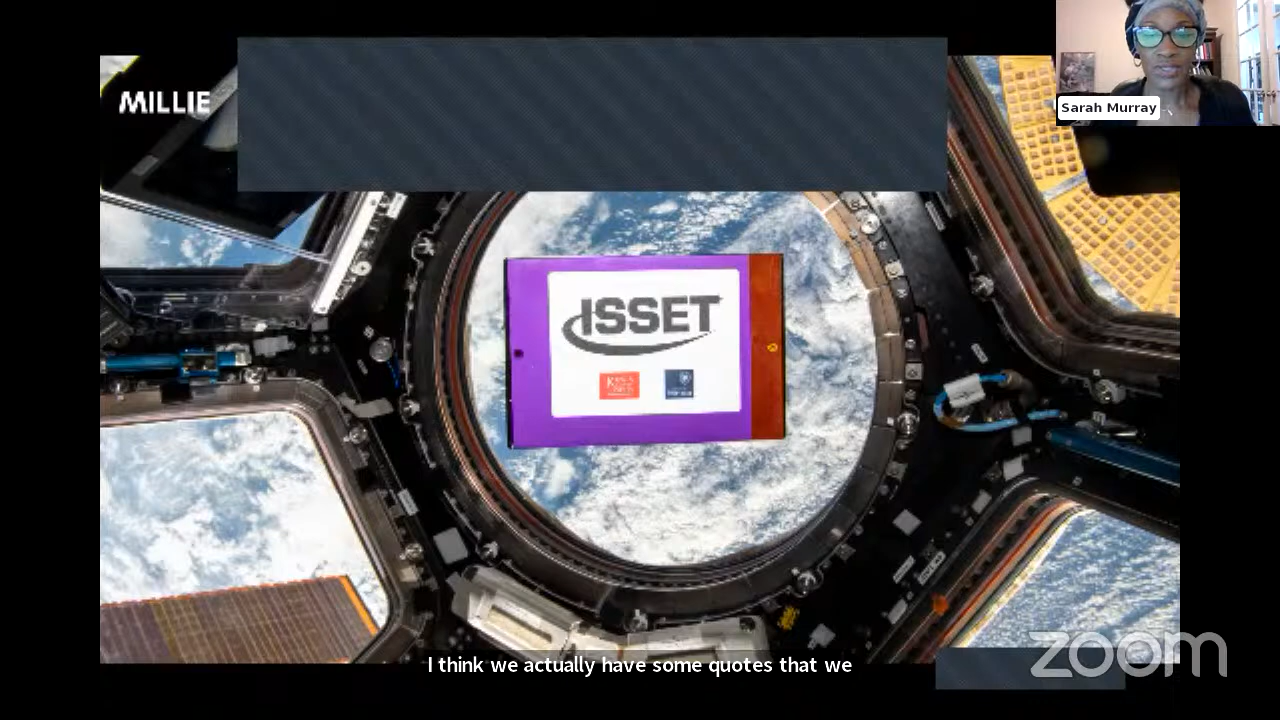 MILLIE
Sarah Murray
ISSET
I think we actually have some quotes that we
zoom